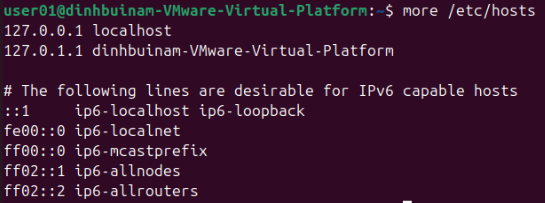 user01@dinhbuinam-VMware-Virtual-Platform:~$ more /etc/hosts
127.0.0.1 localhost
127.0.1.1 dinhbuinam-VMware-Virtual-Platform
# The following lines are desirable for IPv6 capable hosts
::1     ip6-localhost ip6-loopback
fe00::0 ip6-localnet
ff00::0 ip6-mcastprefix
ff02::1 ip6-allnodes
ff02::2 ip6-allrouters